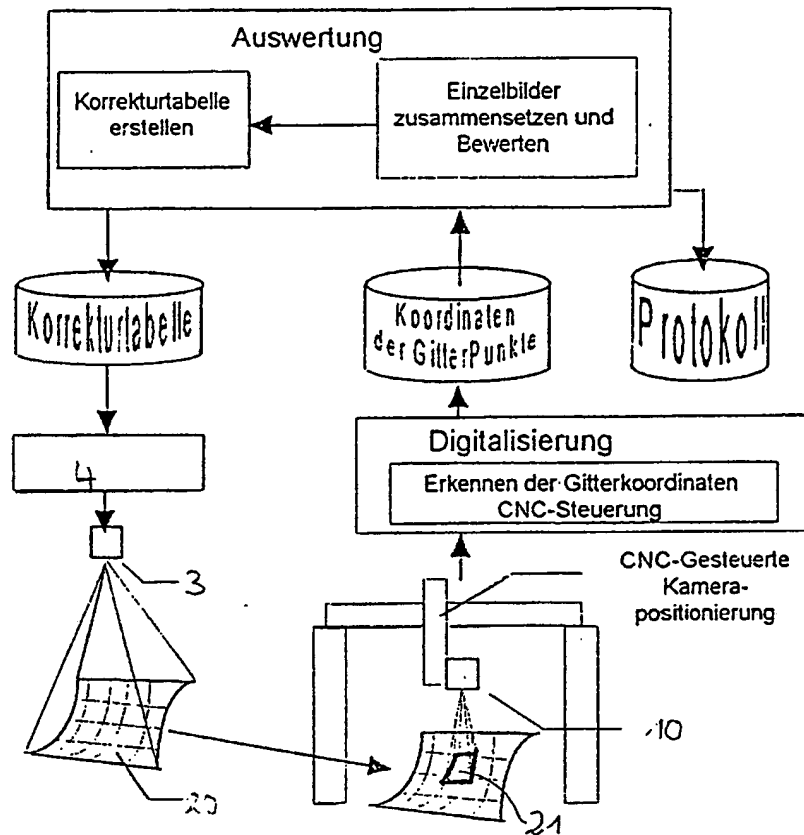 Auswertung
Korrekturtabelle
erstellen
Einzelbilder
zusammensetzen und
Bewerten
Korrekturtabelle
Koordinaten
der GitterPunkte
Protokoll
4
Digitalisierung
Erkennen der Gitterkoordinaten
CNC-Steuerung
3
CNC-Gesteuerte
Kamera-
positionierung
10
20
21